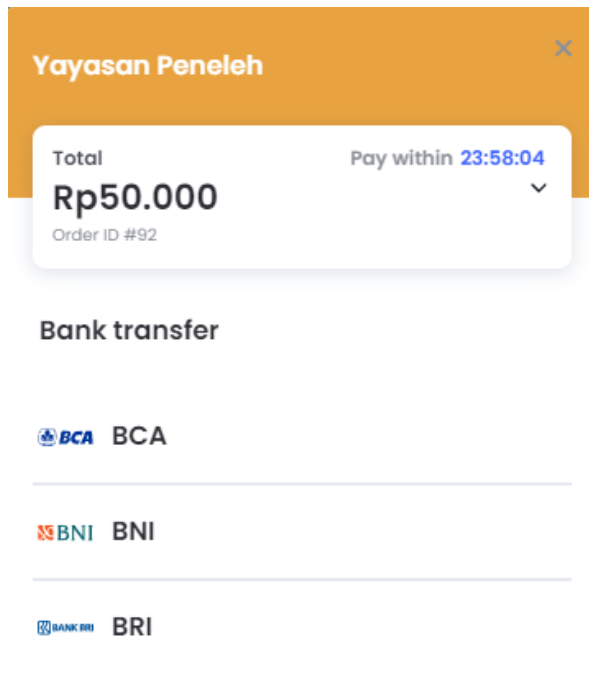 Yayasan Peneleh
Total
Pay within 23:58:04
Rp50.000
Order ID #92
Bank transfer
BCA BCA
BNI BNI
BANK BRI BRI